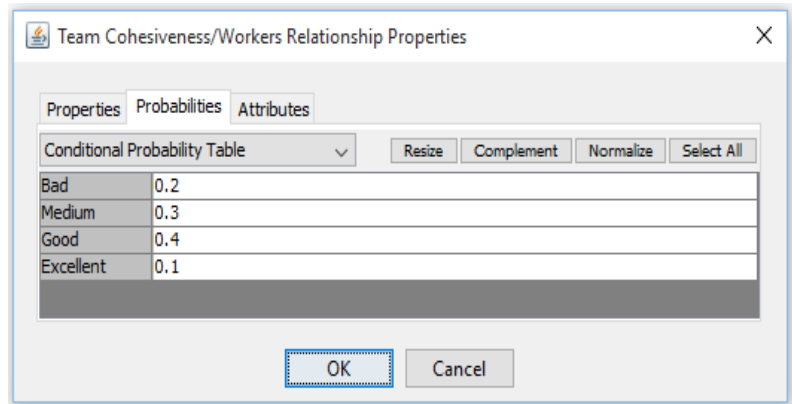 Team Cohesiveness/Workers Relationship Properties
Properties Probabilities Attributes
Conditional Probability Table Resize Complement Normalize Select All
Bad 0.2
Medium 0.3
Good 0.4
Excellent 0.1
OK Cancel